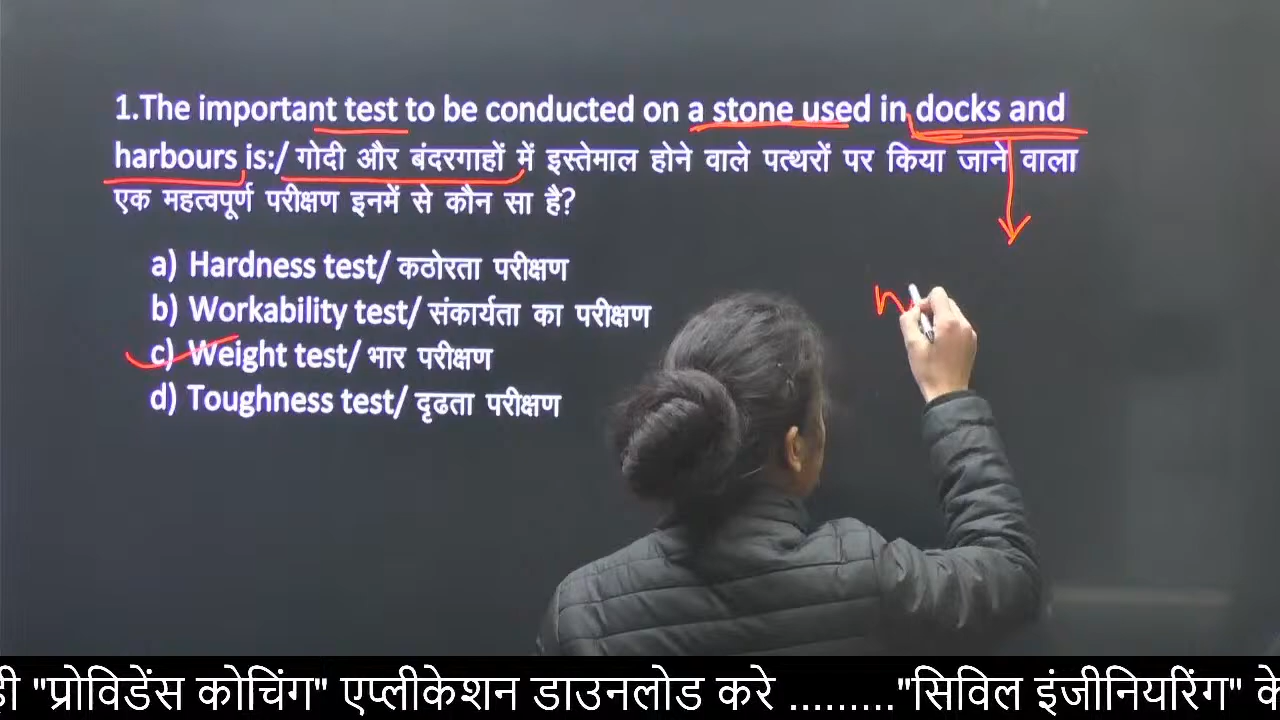 1.The important test to be conducted on a stone used in docks and
harbours is:/ गोदी और बंदरगाहों में इस्तेमाल होने वाले पत्थरों पर किया जाने वाला
एक महत्वपूर्ण परीक्षण इनमें से कौन सा है?
a) Hardness test/ कठोरता परीक्षण
b) Workability test/ संकार्यता का परीक्षण
c) Weight test/ भार परीक्षण
d) Toughness test/ दृढता परीक्षण
"प्रोविडेंस कोचिंग" एप्लीकेशन डाउनलोड करे ........."सिविल इंजीनियरिंग" के